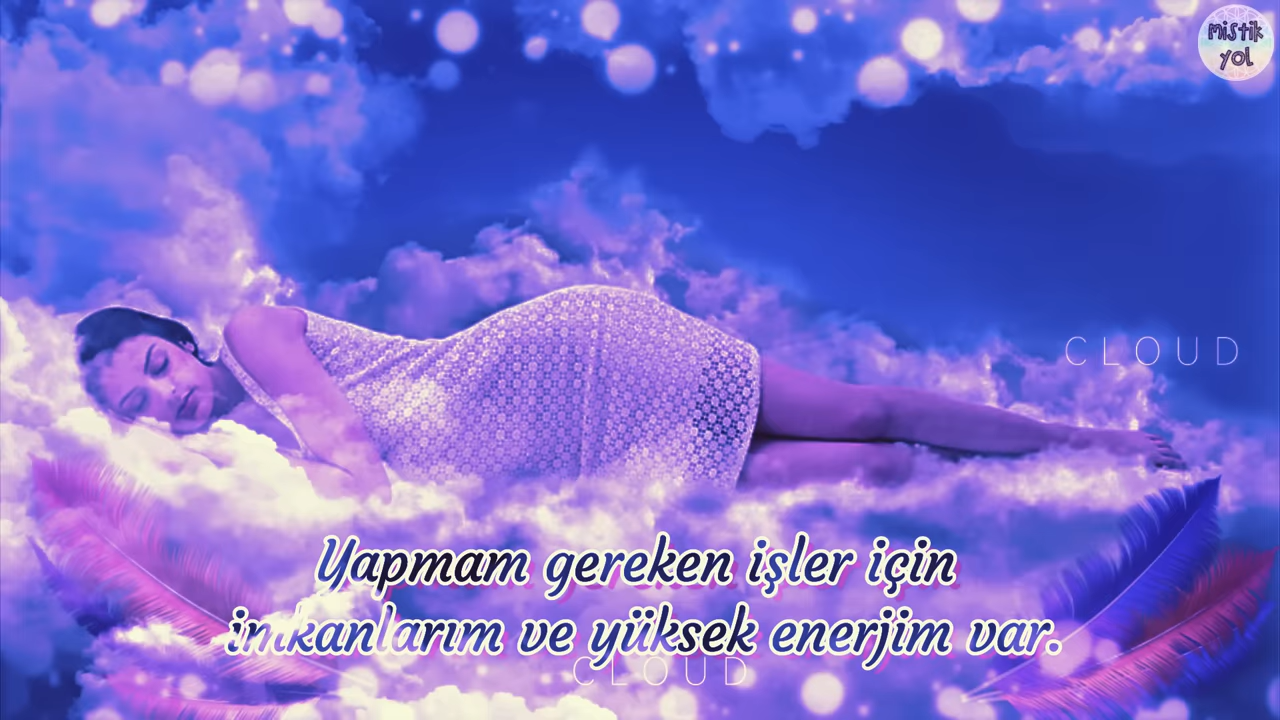 mistik
yol
CLOUD
Yapmam gereken işler için
imkanlarım ve yüksek enerjim var.
CLOUD